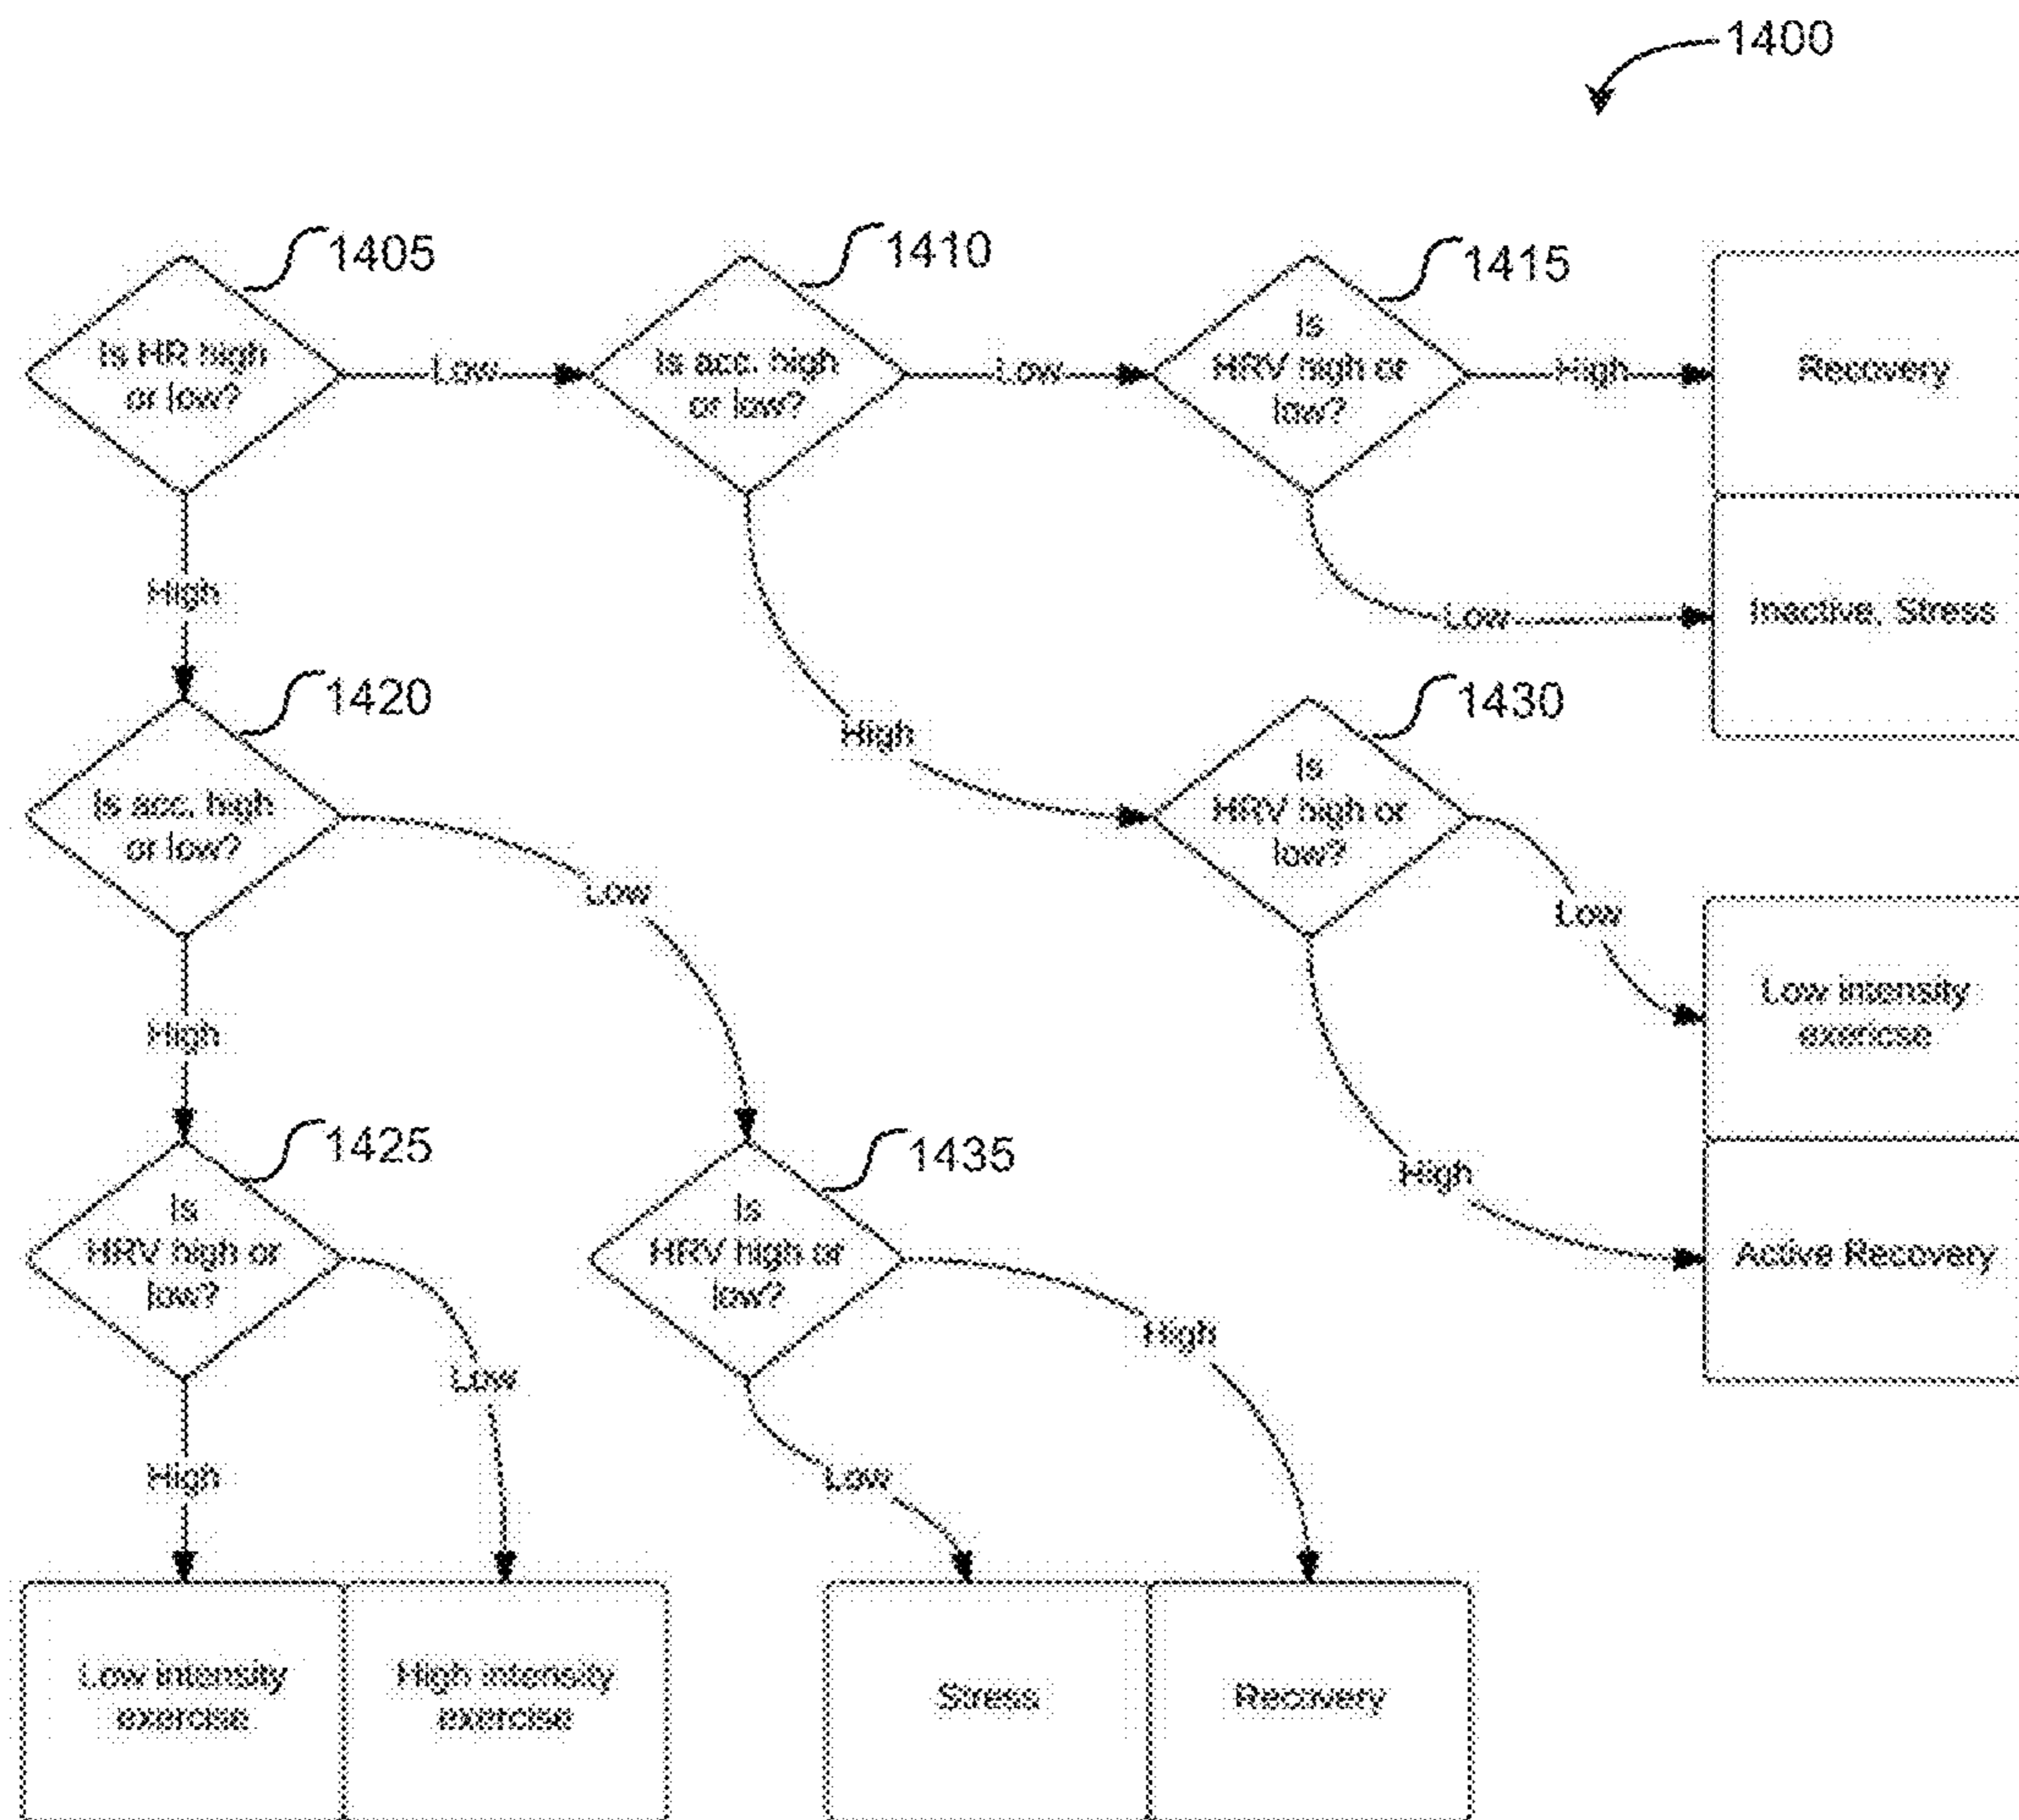 1400
1405
1410
1415
Is HR high
or low?
Low
Is acc. high
or low?
Low
Is
HRV high or
low?
High
Recovery
High
Low
Inactive, Stress
1420
1430
High
Is acc. high
or low?
Low
Is
HRV high or
low?
Low
Low intensity
exericse
High
1425
1435
High
Active Recovery
Is
HRV high or
low?
Low
Is
HRV high or
low?
High
High
Low
Low intensity
exercise
High intensity
exercise
Stress
Recovery